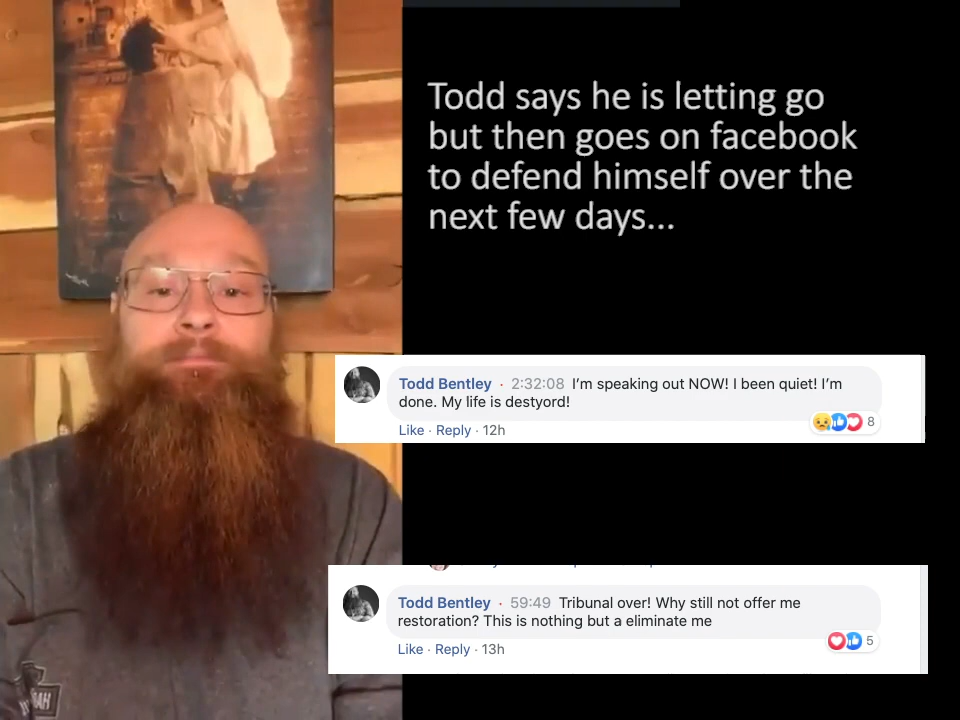 Todd says he is letting go
but then goes on facebook
to defend himself over the
next few days...
Todd Bentley · 2:32:08 I'm speaking out NOW! I been quiet! I'm
done. My life is destyord!
8
Like · Reply · 12h
Todd Bentley · 59:49 Tribunal over! Why still not offer me
restoration? This is nothing but a eliminate me
5
Like · Reply · 13h